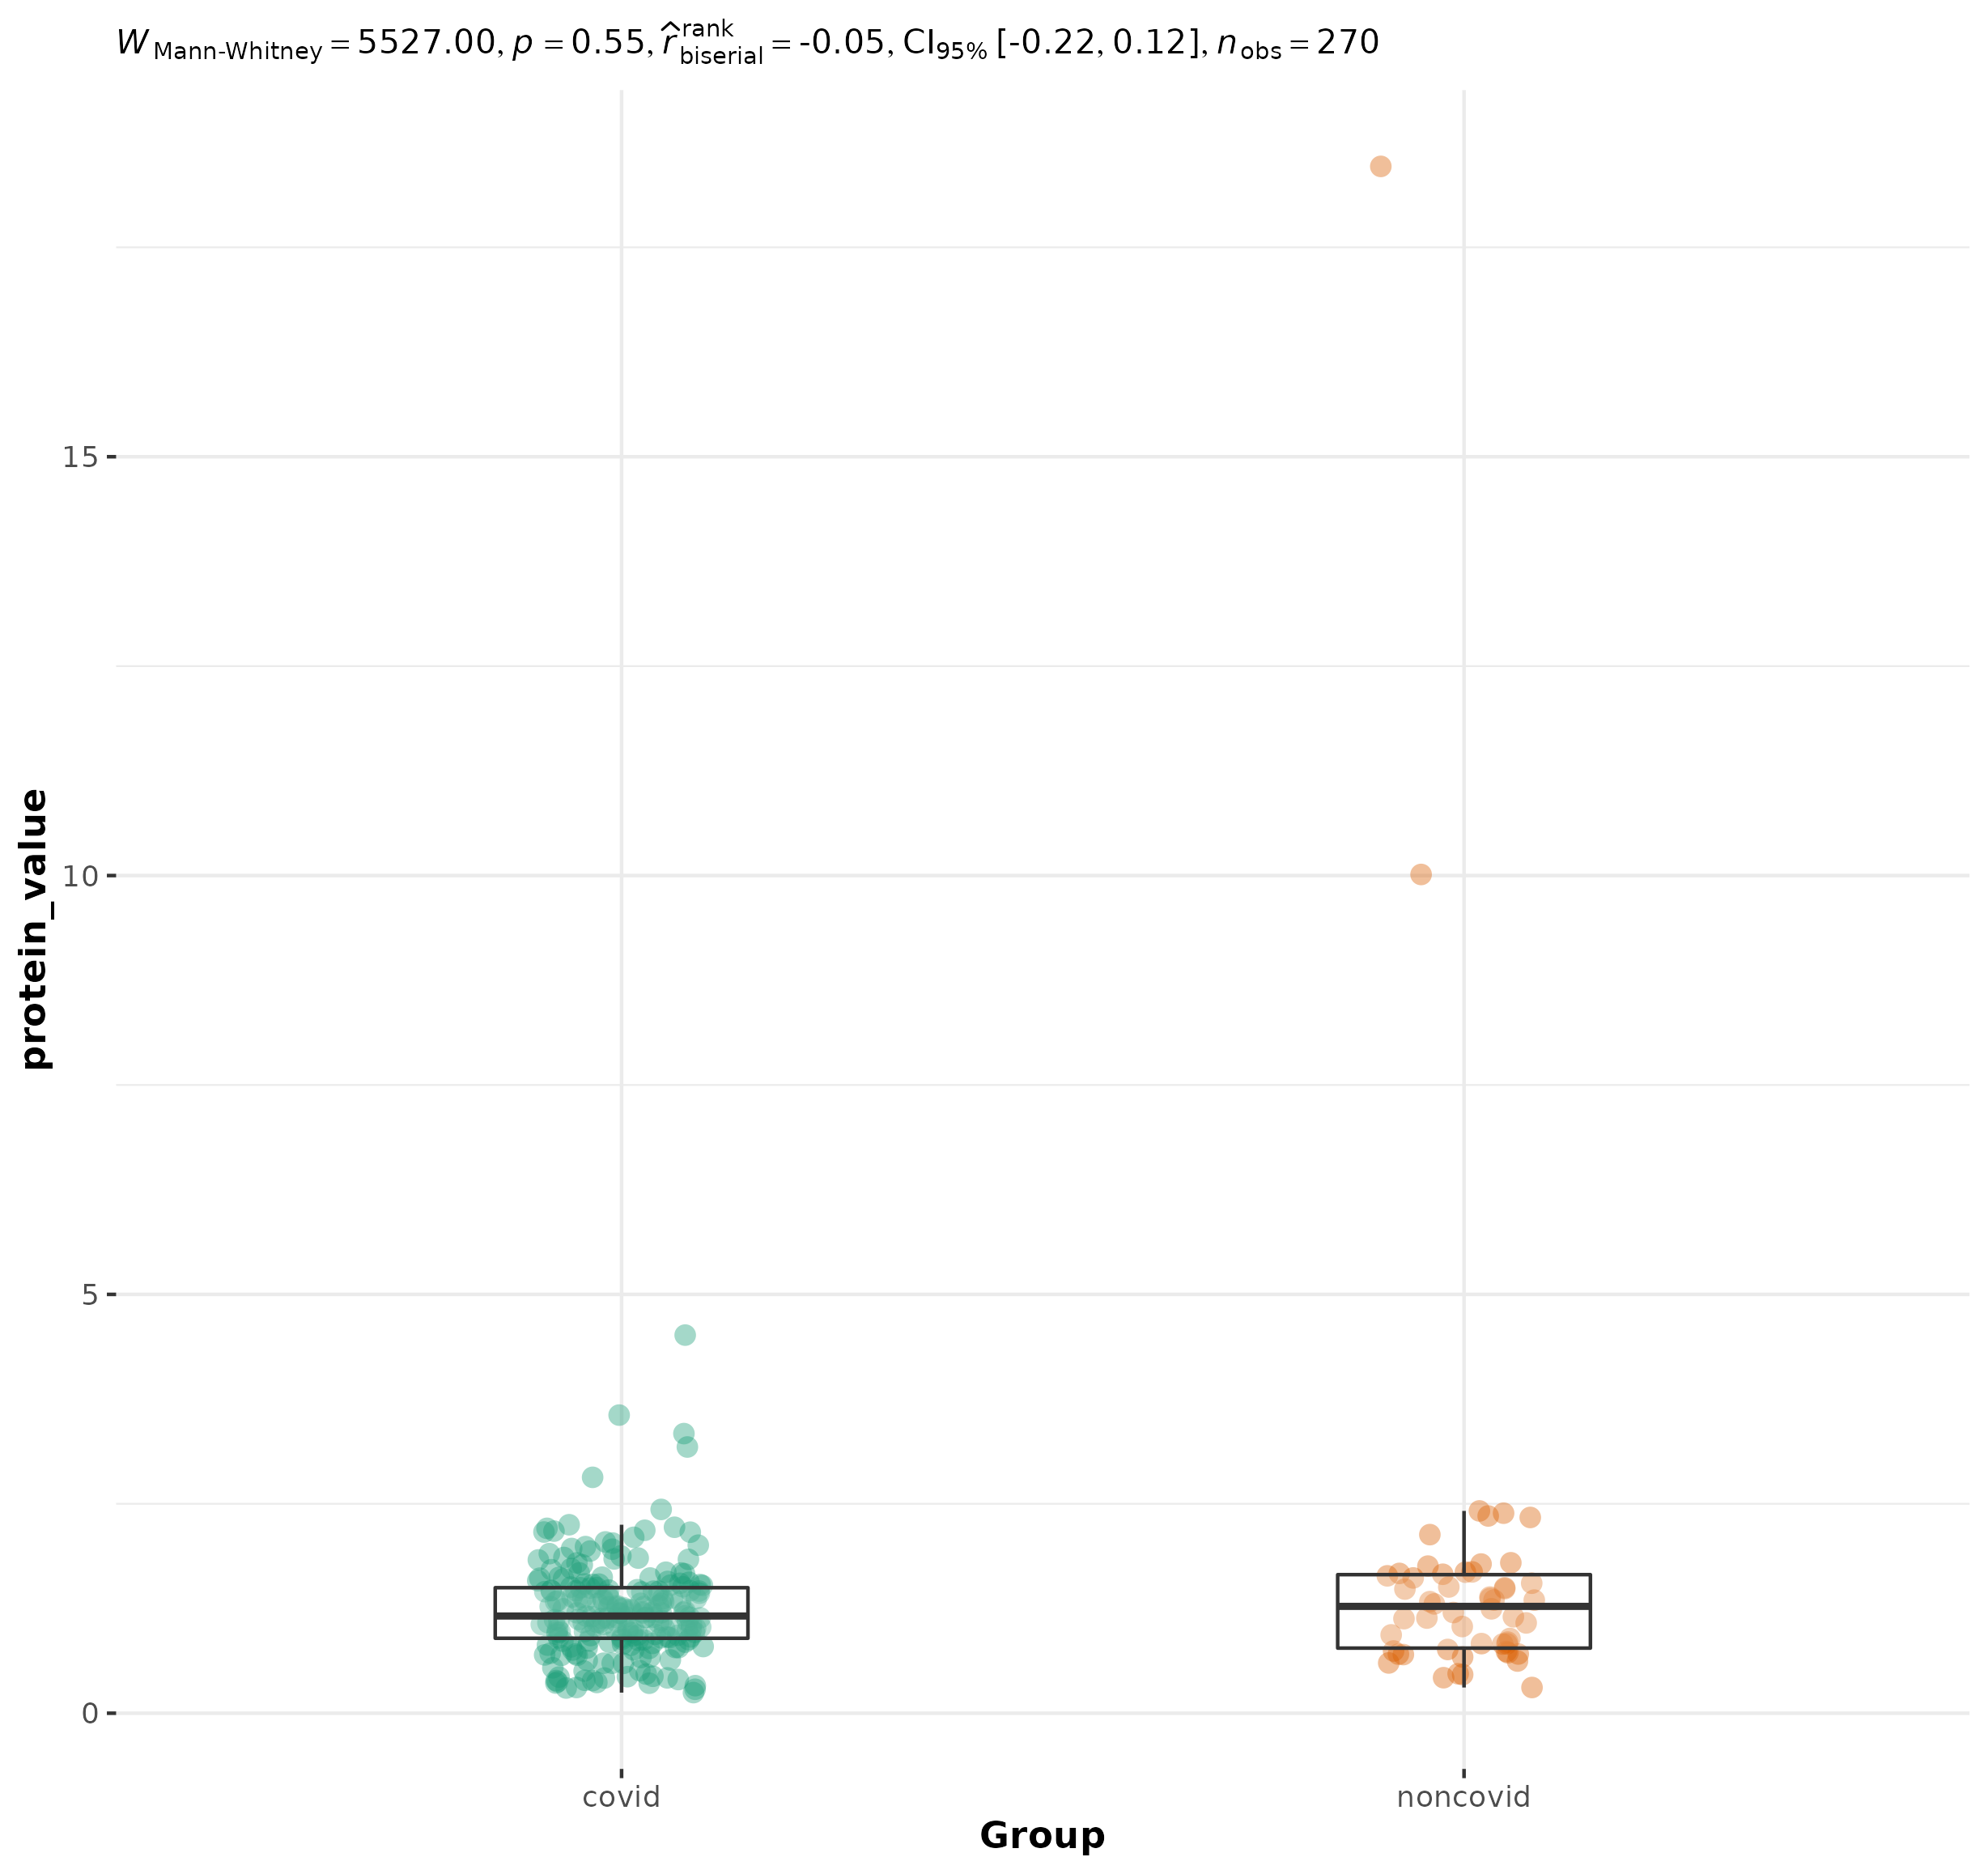 W Mann-Whitney = 5527.00, p = 0.55, r̂ rank biserial = -0.05, CI95% [-0.22, 0.12], n obs = 270
protein_value
15
10
5
0
covid noncovid
Group